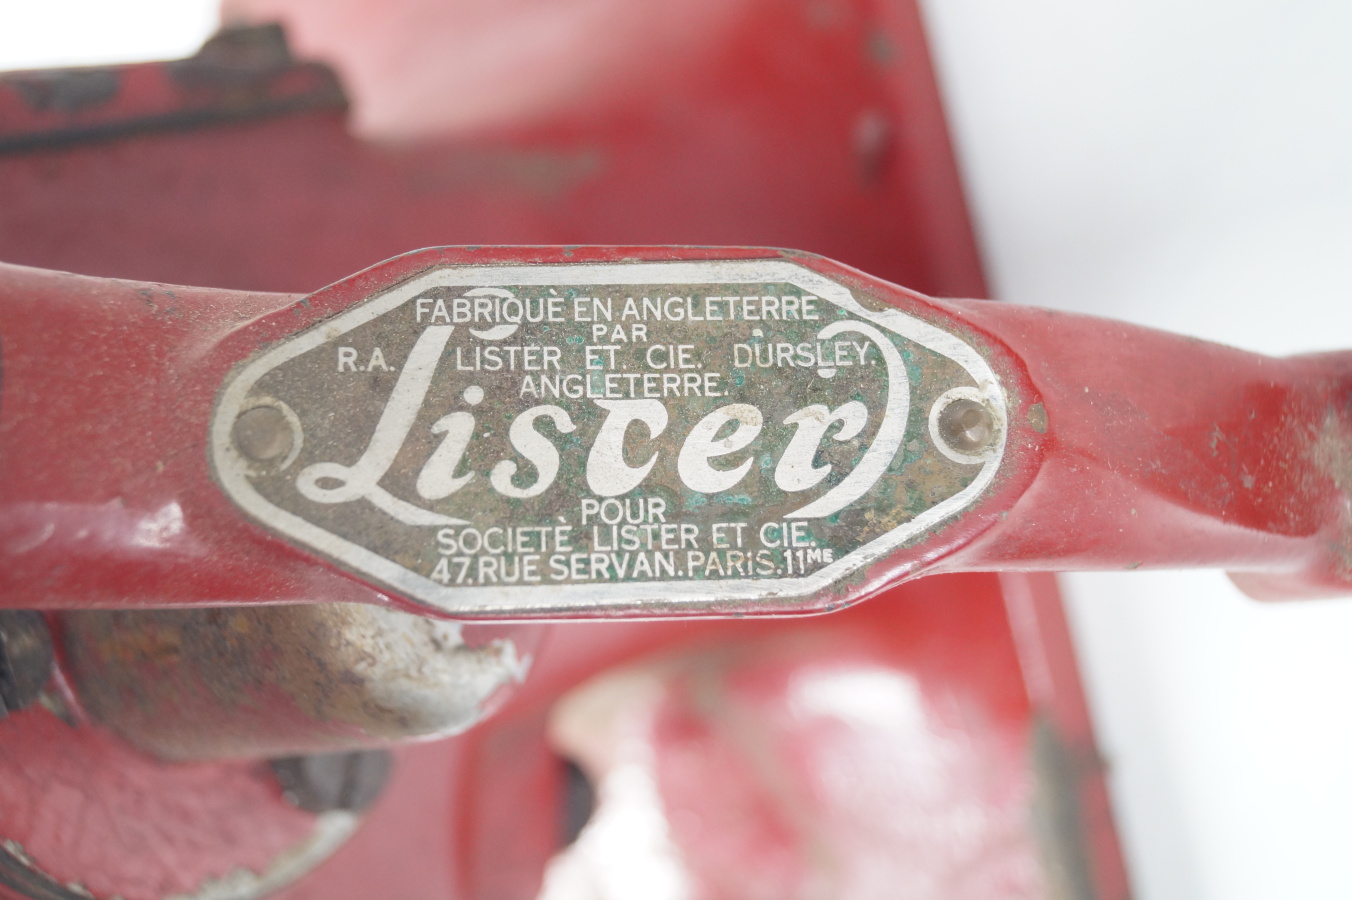 FABRIQUÈ EN ANGLETERRE
PAR
R.A. LISTER ET. CIE. DURSLEY
ANGLETERRE.
Lister
POUR
SOCIETÈ LISTER ET CIE.
47.RUE SERVAN.PARIS.11ME